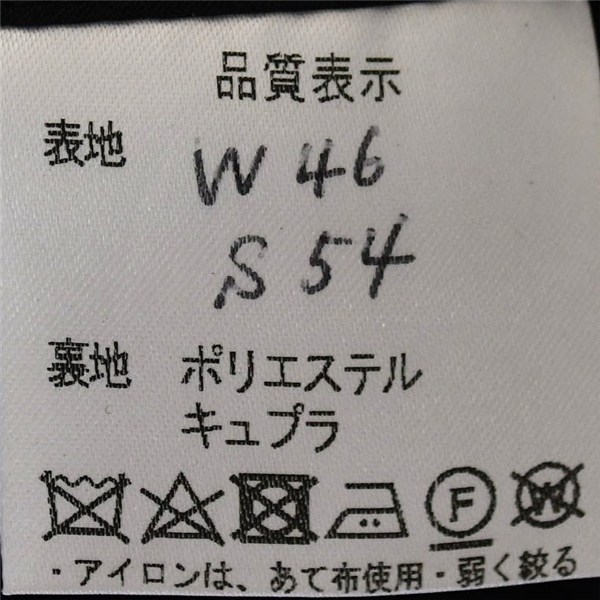 品質表示
表地 W 46
S 54
裏地 ポリエステル
キュプラ
F W
・アイロンは、あて布使用・弱く絞る